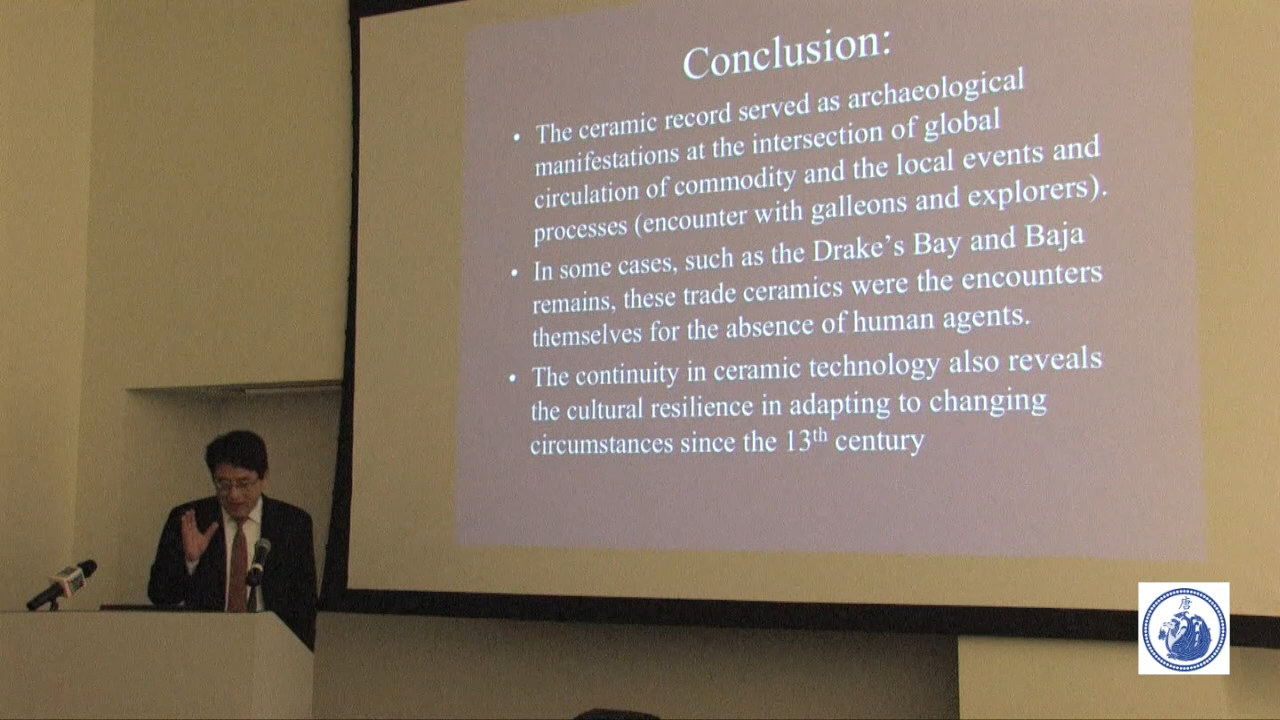 Conclusion:
• The ceramic record served as archaeological
manifestations at the intersection of global
circulation of commodity and the local events and
processes (encounter with galleons and explorers).
• In some cases, such as the Drake's Bay and Baja
remains, these trade ceramics were the encounters
themselves for the absence of human agents.
• The continuity in ceramic technology also reveals
the cultural resilience in adapting to changing
circumstances since the 13th century
唐